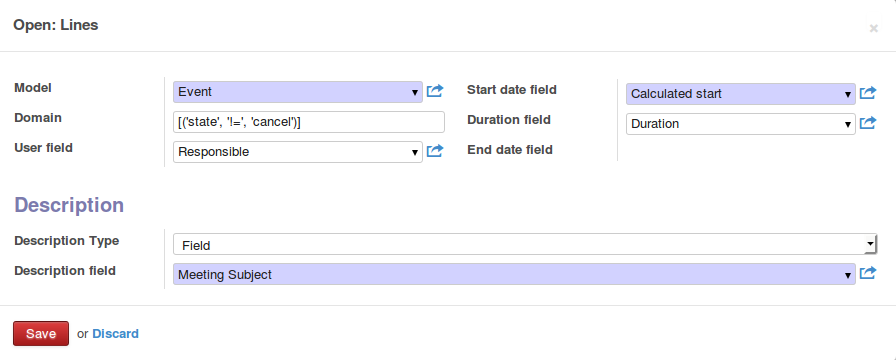 Open: Lines
×
Model
Event
Domain
[('state', '!=', 'cancel')]
User field
Responsible
Start date field
Calculated start
Duration field
Duration
End date field
Description
Description Type
Field
Description field
Meeting Subject
Save or Discard